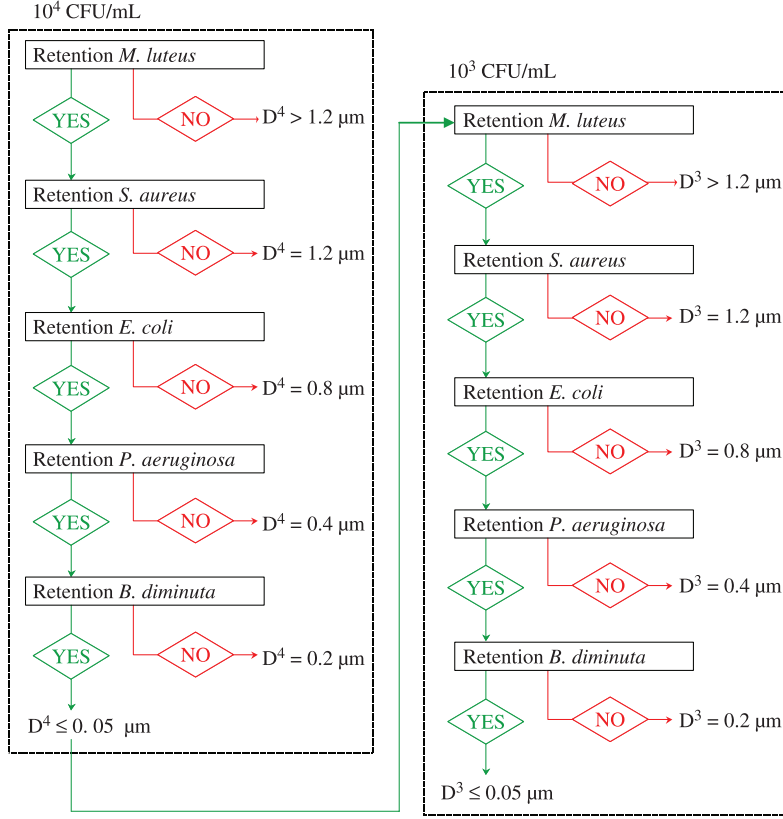 10⁴ CFU/mL
Retention M. luteus
YES
NO
D⁴ > 1.2 µm
Retention S. aureus
YES
NO
D⁴ = 1.2 µm
Retention E. coli
YES
NO
D⁴ = 0.8 µm
Retention P. aeruginosa
YES
NO
D⁴ = 0.4 µm
Retention B. diminuta
YES
NO
D⁴ = 0.2 µm
D⁴ ≤ 0. 05 µm
10³ CFU/mL
Retention M. luteus
YES
NO
D³ > 1.2 µm
Retention S. aureus
YES
NO
D³ = 1.2 µm
Retention E. coli
YES
NO
D³ = 0.8 µm
Retention P. aeruginosa
YES
NO
D³ = 0.4 µm
Retention B. diminuta
YES
NO
D³ = 0.2 µm
D³ ≤ 0.05 µm